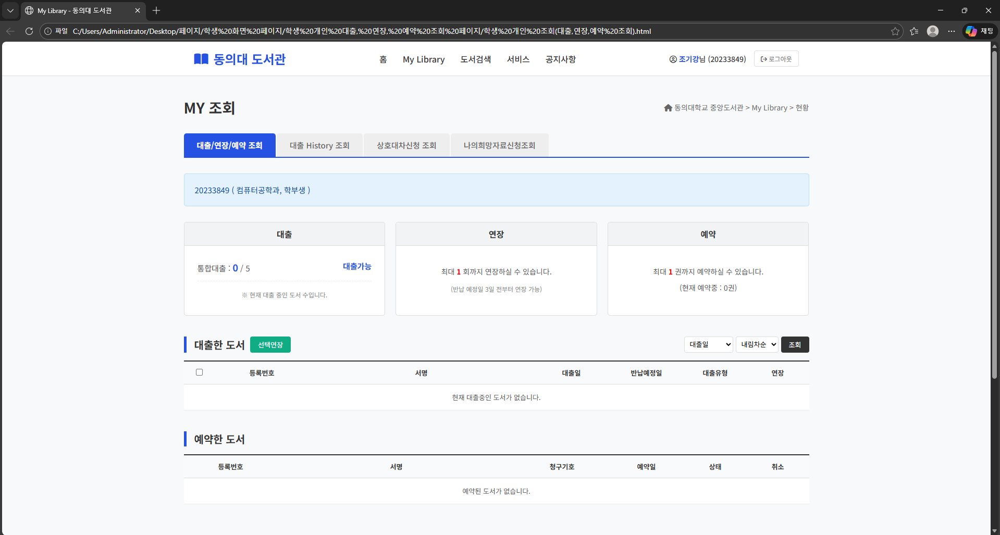 My Library - 동의대 도서관
파일 C:/Users/Administrator/Desktop/페이지/학생%20화면%20페이지/학생%20개인%20대출,%20연장,%20예약%20조회%20페이지/학생%20개인%20조회(대출,연장,예약%20조회).html
채팅
동의대 도서관
홈 My Library 도서검색 서비스 공지사항
조기강님 (20233849) 로그아웃
MY 조회
동의대학교 중앙도서관 > My Library > 현황
대출/연장/예약 조회 대출 History 조회 상호대차신청 조회 나의희망자료신청조회
20233849 ( 컴퓨터공학과, 학부생 )
대출
통합대출 : 0 / 5 대출가능
※ 현재 대출 중인 도서 수입니다.
연장
최대 1 회까지 연장하실 수 있습니다.
(반납 예정일 3일 전부터 연장 가능)
예약
최대 1 권까지 예약하실 수 있습니다.
(현재 예약중 : 0권)
대출한 도서 선택연장 대출일 내림차순 조회
등록번호 서명 대출일 반납예정일 대출유형 연장
현재 대출중인 도서가 없습니다.
예약한 도서
등록번호 서명 청구기호 예약일 상태 취소
예약된 도서가 없습니다.